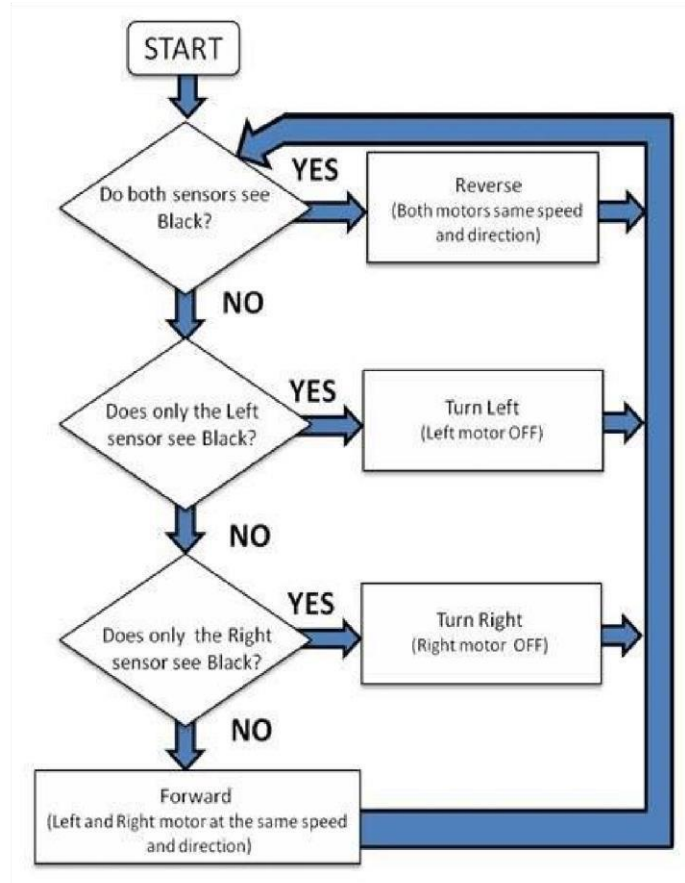 START
Do both sensors see
Black?
YES
Reverse
(Both motors same speed
and direction)
NO
Does only the Left
sensor see Black?
YES
Turn Left
(Left motor OFF)
NO
Does only the Right
sensor see Black?
YES
Turn Right
(Right motor OFF)
NO
Forward
(Left and Right motor at the same speed
and direction)